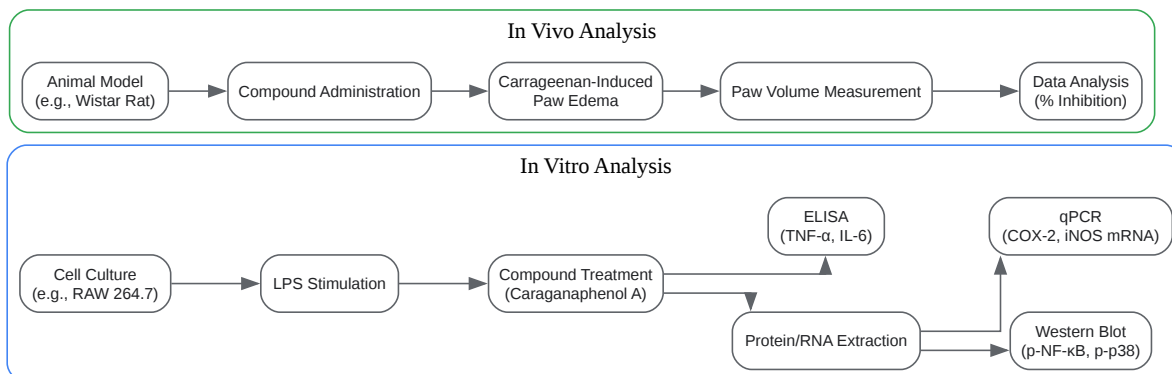 In Vivo Analysis
Animal Model
(e.g., Wistar Rat)
Compound Administration
Carrageenan-Induced
Paw Edema
Paw Volume Measurement
Data Analysis
(% Inhibition)
In Vitro Analysis
Cell Culture
(e.g., RAW 264.7)
LPS Stimulation
Compound Treatment
(Caraganaphenol A)
ELISA
(TNF-α, IL-6)
Protein/RNA Extraction
qPCR
(COX-2, iNOS mRNA)
Western Blot
(p-NF-κB, p-p38)